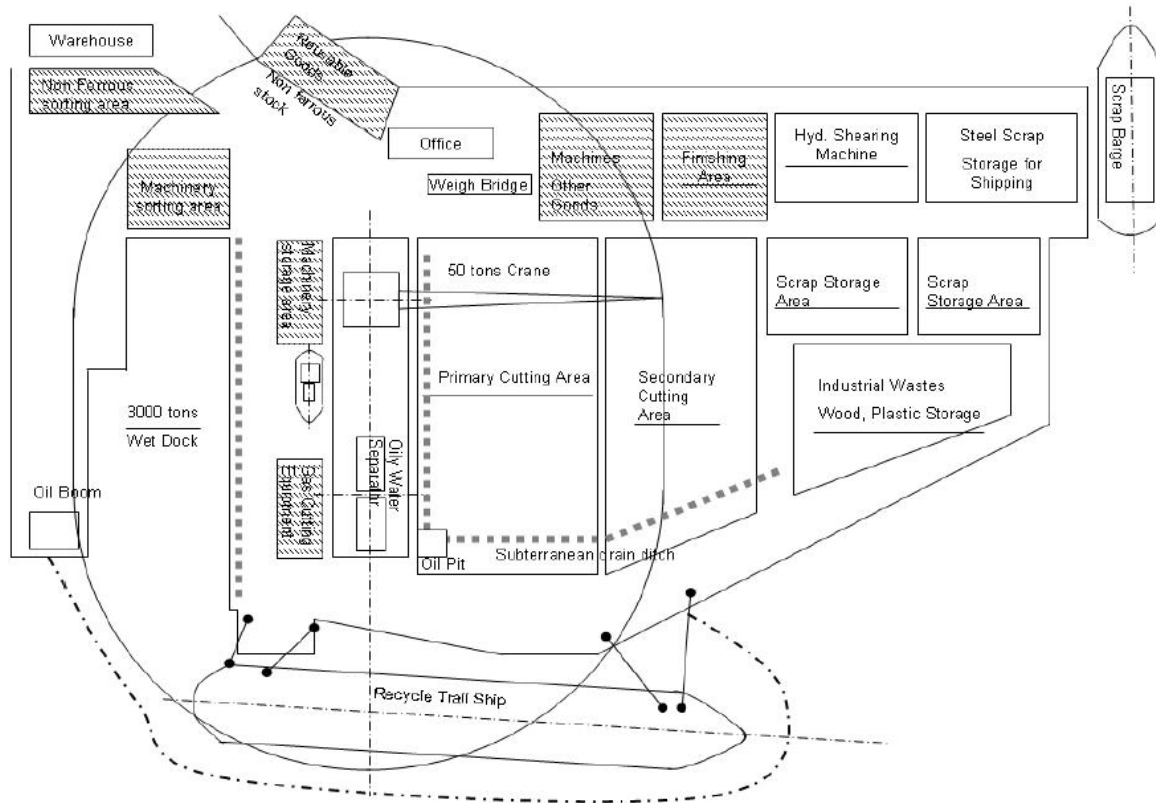 Warehouse
Non Ferrous
sorting area
Reusable
Goods
Non farrous
stock
Office
Weigh Bridge
Machines
Other
Goods
Finishing
Area
Hyd. Shearing
Machine
Steel Scrap
Storage for
Shipping
Scrap Barge
Machinery
sorting area
Machinery
storage area
50 tons Crane
Scrap Storage
Area
Scrap
Storage Area
Primary Cutting Area
Secondary
Cutting
Area
Industrial Wastes
Wood, Plastic Storage
3000 tons
Wet Dock
Oily Water
Separator
Gas Cutting
Oil Boom
Oil Pit
Subterranean drain ditch
Recycle Trail Ship